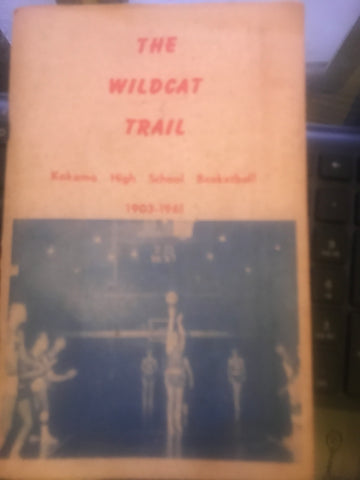 THE
WILDCAT
TRAIL
Kokomo High School Basketball
1903-1961